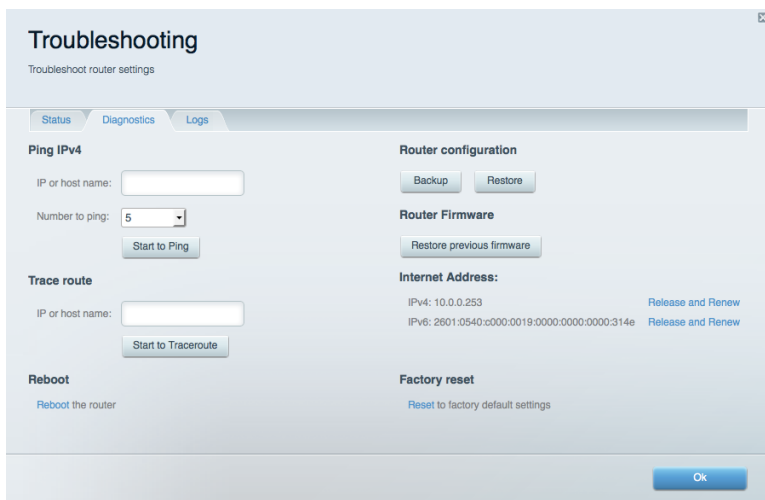 Troubleshooting
Troubleshoot router settings
Status
Diagnostics
Logs
Ping IPv4
IP or host name:
Number to ping: 5
Start to Ping
Trace route
IP or host name:
Start to Traceroute
Reboot
Reboot the router
Router configuration
Backup
Restore
Router Firmware
Restore previous firmware
Internet Address:
IPv4: 10.0.0.253 Release and Renew
IPv6: 2601:0540:c000:0019:0000:0000:0000:314e Release and Renew
Factory reset
Reset to factory default settings
Ok